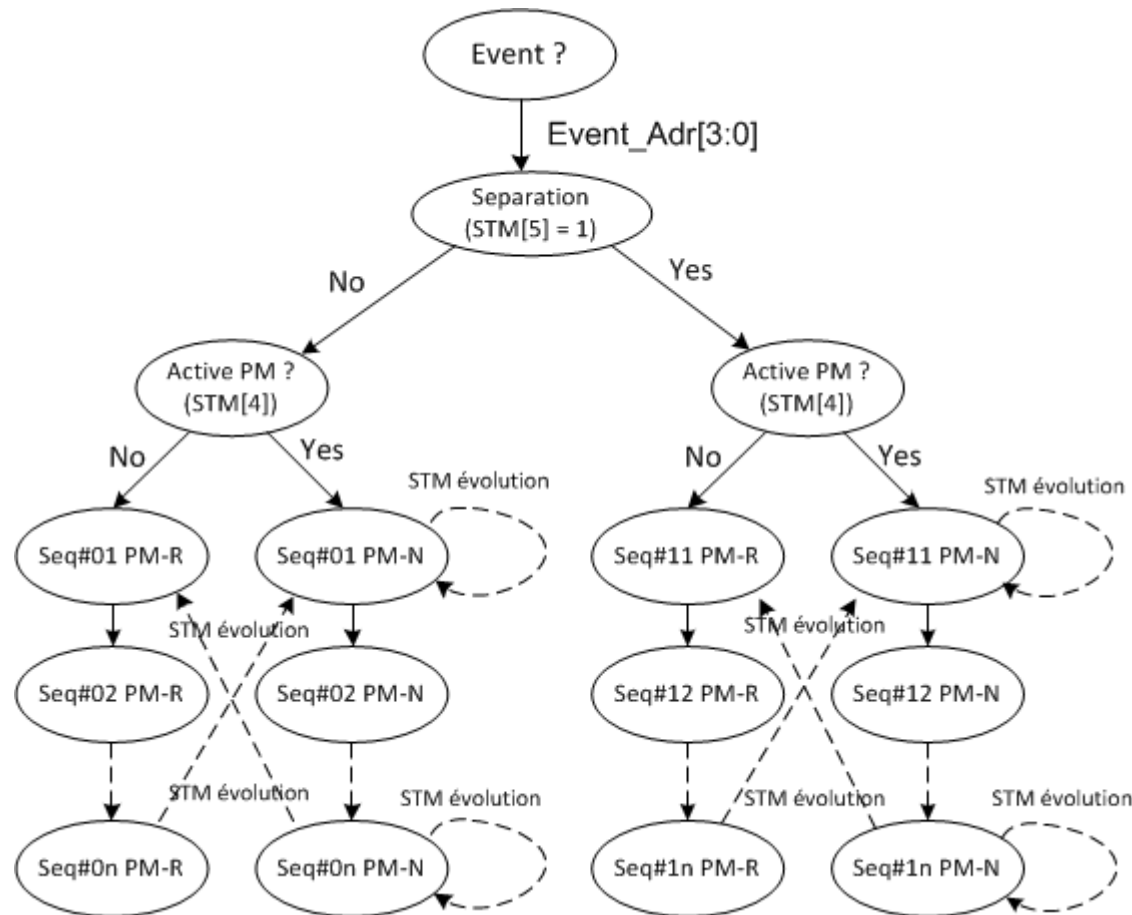 Event ?
Event_Adr[3:0]
Separation
(STM[5] = 1)
No
Yes
Active PM ?
(STM[4])
Active PM ?
(STM[4])
No
Yes
STM évolution
No
Yes
STM évolution
Seq#01 PM-R
Seq#01 PM-N
Seq#11 PM-R
Seq#11 PM-N
STM évolution
STM évolution
Seq#02 PM-R
Seq#02 PM-N
Seq#12 PM-R
Seq#12 PM-N
STM évolution
STM évolution
STM évolution
STM évolution
Seq#0n PM-R
Seq#0n PM-N
Seq#1n PM-R
Seq#1n PM-N